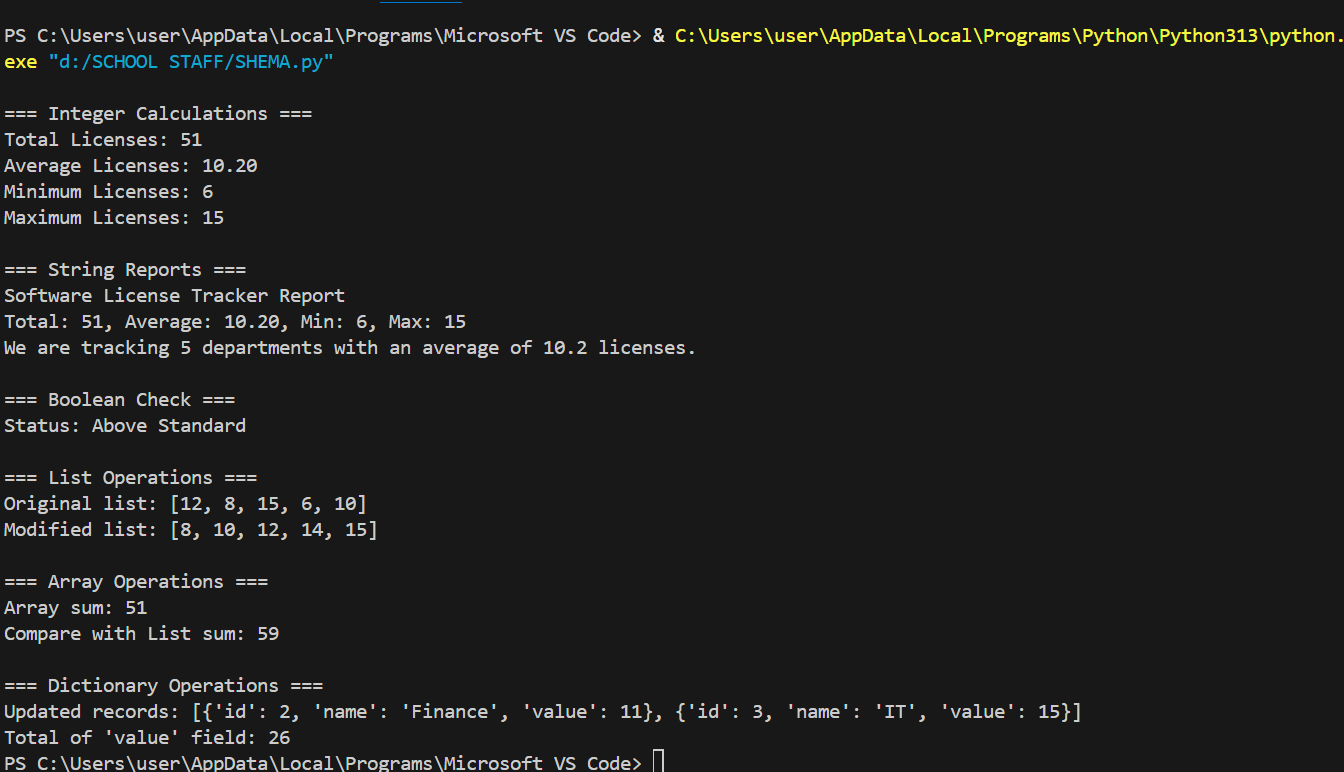 PS C:\Users\user\AppData\Local\Programs\Microsoft VS Code> & C:\Users\user\AppData\Local\Programs\Python\Python313\python.
exe "d:/SCHOOL STAFF/SHEMA.py"
=== Integer Calculations ===
Total Licenses: 51
Average Licenses: 10.20
Minimum Licenses: 6
Maximum Licenses: 15
=== String Reports ===
Software License Tracker Report
Total: 51, Average: 10.20, Min: 6, Max: 15
We are tracking 5 departments with an average of 10.2 licenses.
=== Boolean Check ===
Status: Above Standard
=== List Operations ===
Original list: [12, 8, 15, 6, 10]
Modified list: [8, 10, 12, 14, 15]
=== Array Operations ===
Array sum: 51
Compare with List sum: 59
=== Dictionary Operations ===
Updated records: [{'id': 2, 'name': 'Finance', 'value': 11}, {'id': 3, 'name': 'IT', 'value': 15}]
Total of 'value' field: 26
PS C:\Users\user\AppData\Local\Programs\Microsoft VS Code>